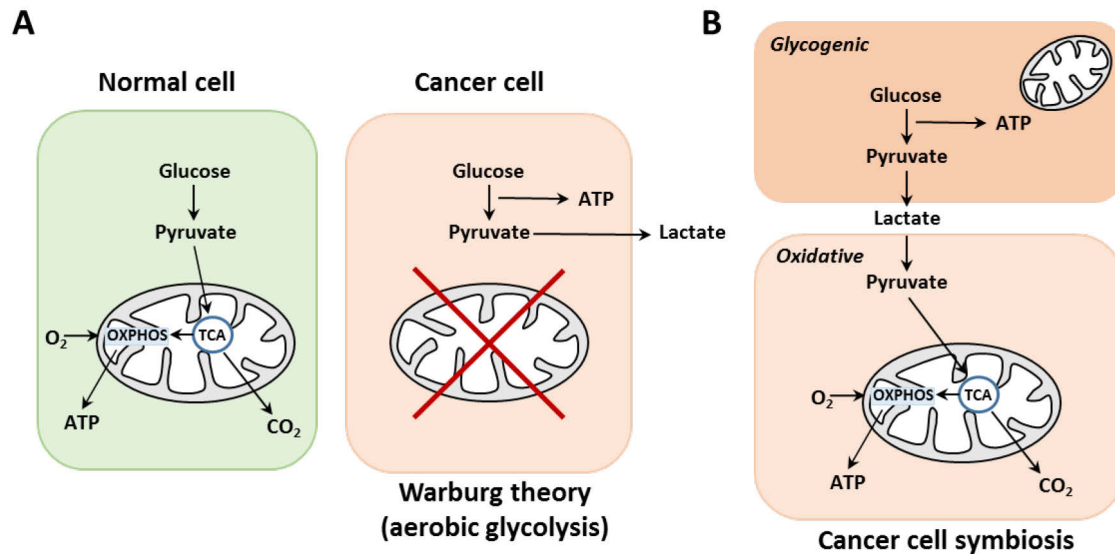 A
Normal cell
Glucose
Pyruvate
O2
OXPHOS
TCA
ATP
CO2
Cancer cell
Glucose
ATP
Pyruvate
Lactate
Warburg theory
(aerobic glycolysis)
B
Glycogenic
Glucose
ATP
Pyruvate
Lactate
Oxidative
Pyruvate
O2
OXPHOS
TCA
ATP
CO2
Cancer cell symbiosis